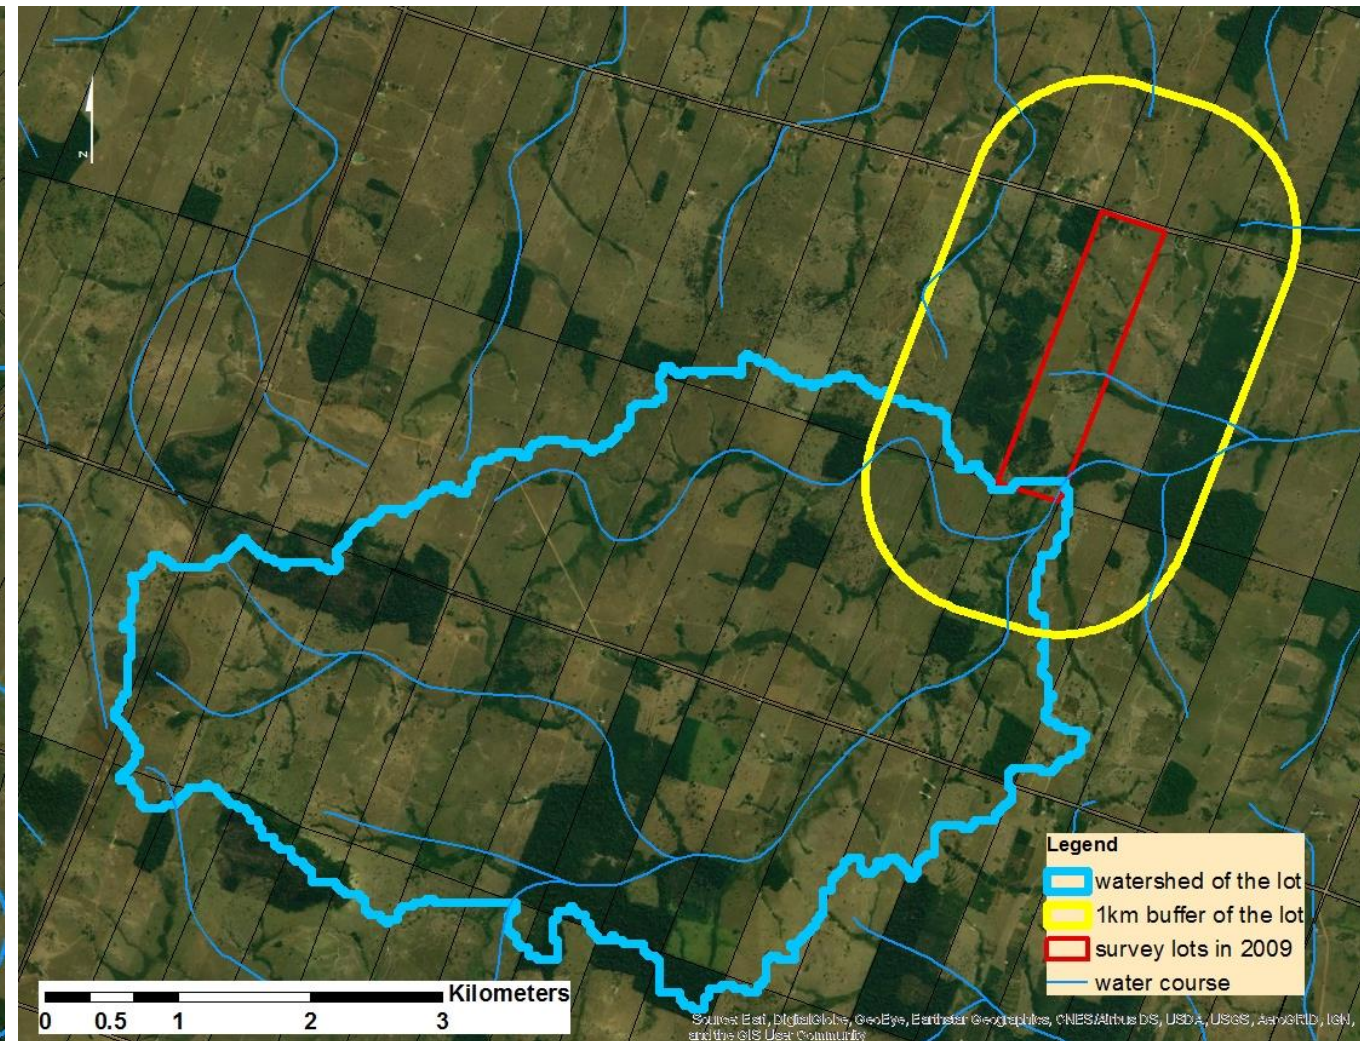 z
Legend
watershed of the lot
1km buffer of the lot
survey lots in 2009
water course
Kilometers
0 0.5 1 2 3
Source: Esri, DigitalGlobe, GeoEye, Earthstar Geographics, CNES/Airbus DS, USDA, USGS, AeroGRID, IGN,
and the GIS User Community